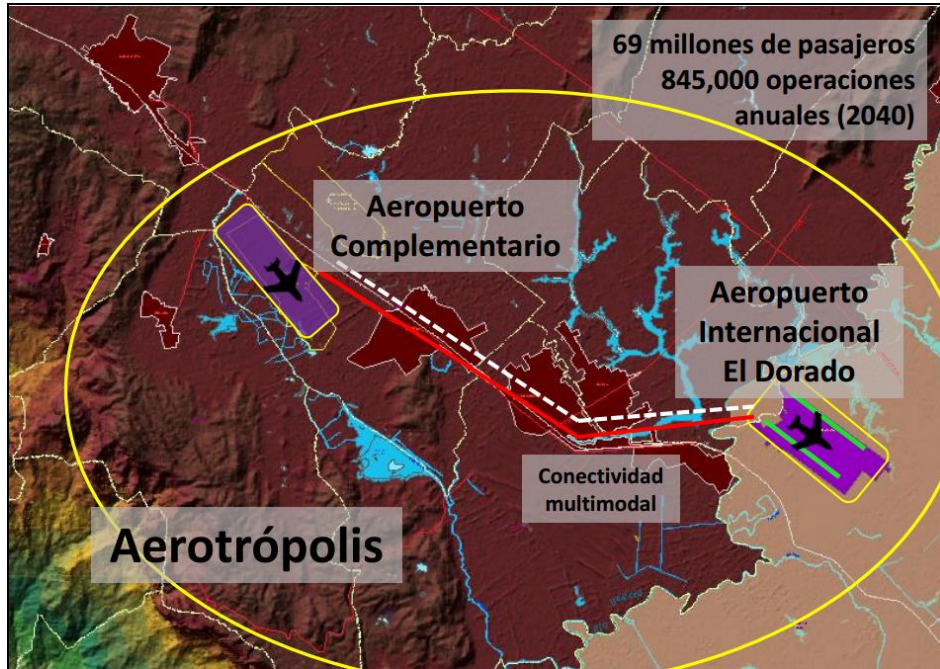 69 millones de pasajeros
845,000 operaciones
anuales (2040)
Aeropuerto
Complementario
Aeropuerto
Internacional
El Dorado
Conectividad
multimodal
Aerotrópolis